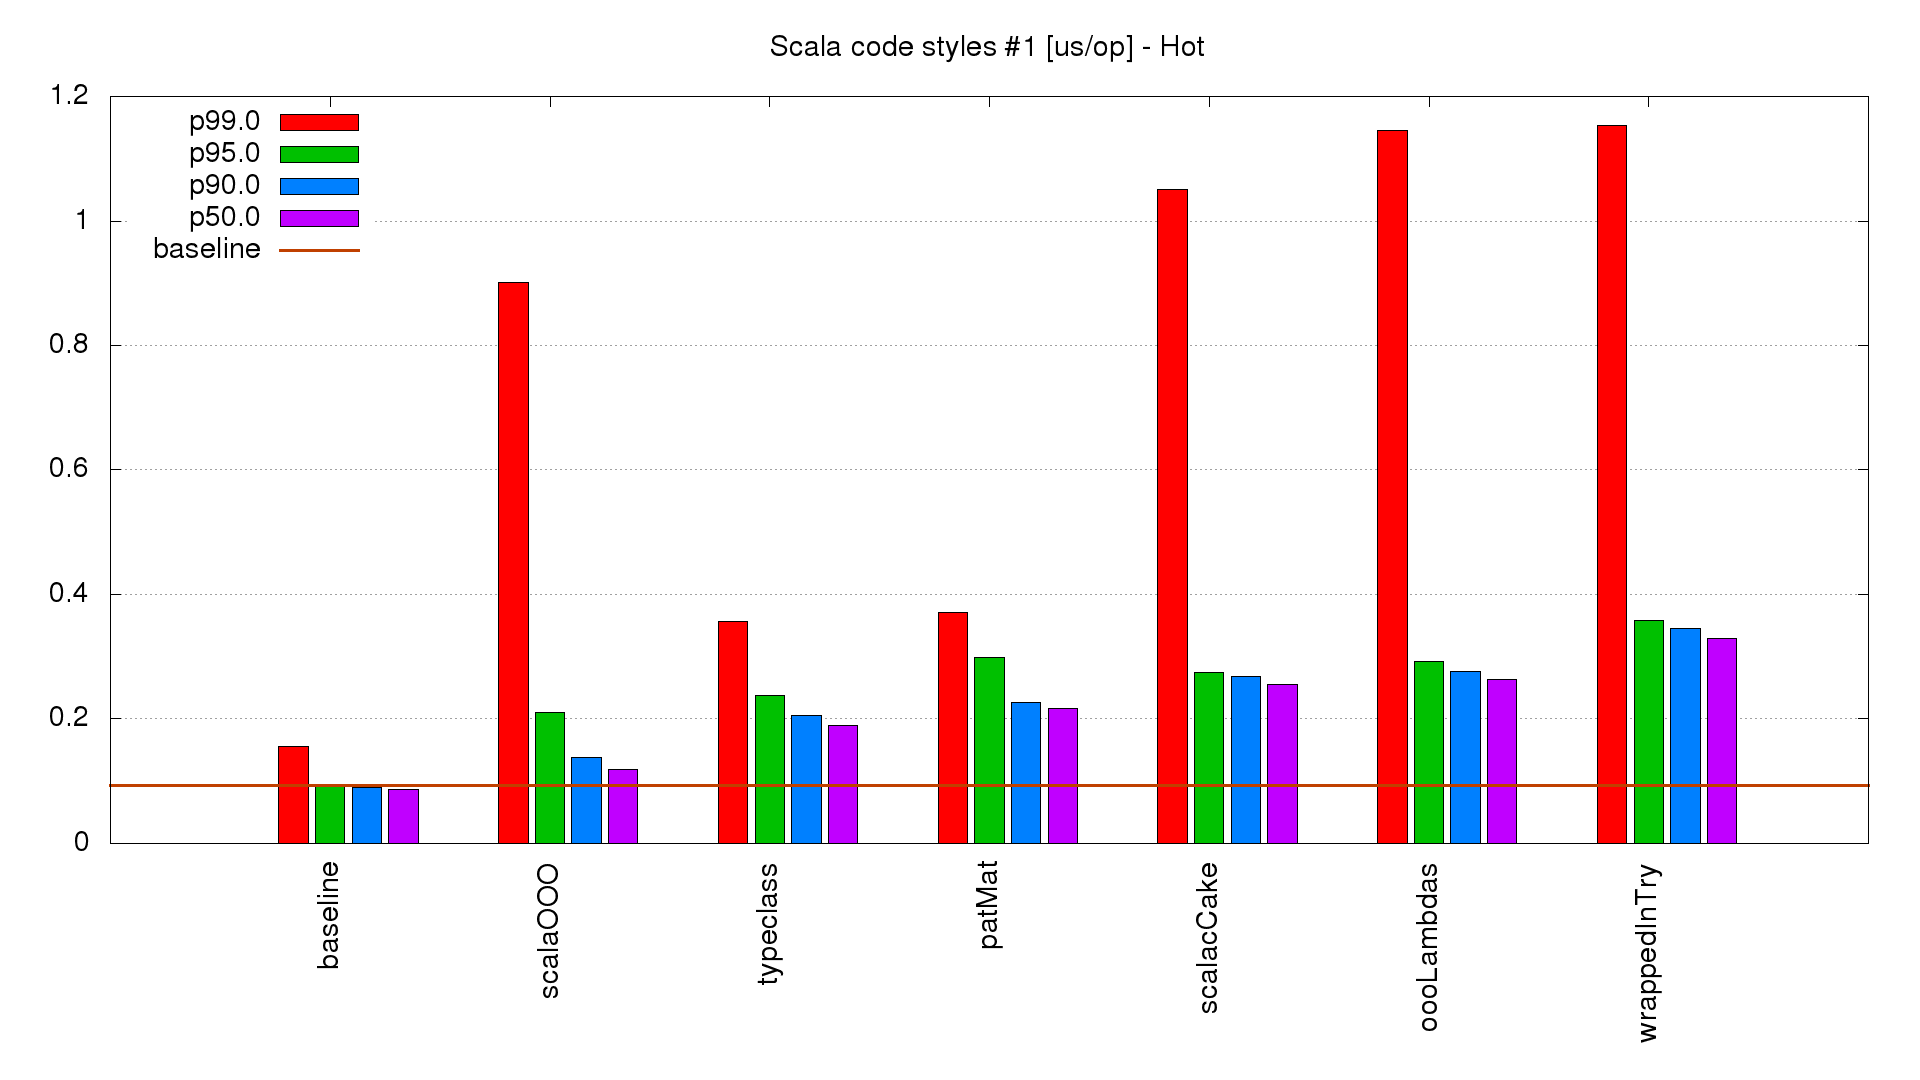 Scala code styles #1 [us/op] - Hot
1.2
1
0.8
0.6
0.4
0.2
0
p99.0
p95.0
p90.0
p50.0
baseline
baseline
scalaOOO
typeclass
patMat
scalacCake
oooLambdas
wrappedInTry